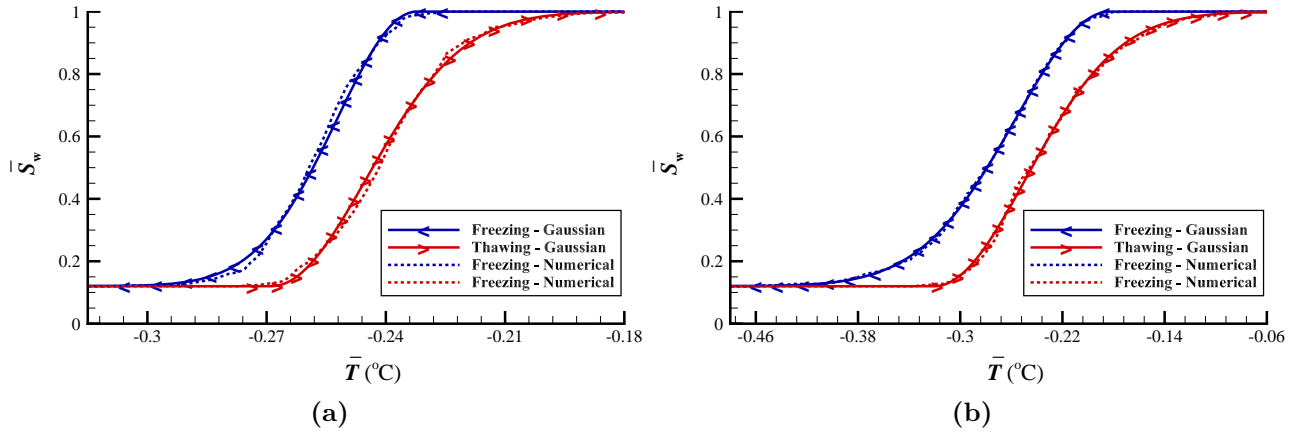 1
0.8
0.6
0.4
0.2
0
S̄w
-0.3
-0.27
-0.24
-0.21
-0.18
T̄ (°C)
Freezing - Gaussian
Thawing - Gaussian
Freezing - Numerical
Freezing - Numerical
(a)
1
0.8
0.6
0.4
0.2
0
S̄w
-0.46
-0.38
-0.3
-0.22
-0.14
-0.06
T̄ (°C)
Freezing - Gaussian
Thawing - Gaussian
Freezing - Numerical
Freezing - Numerical
(b)